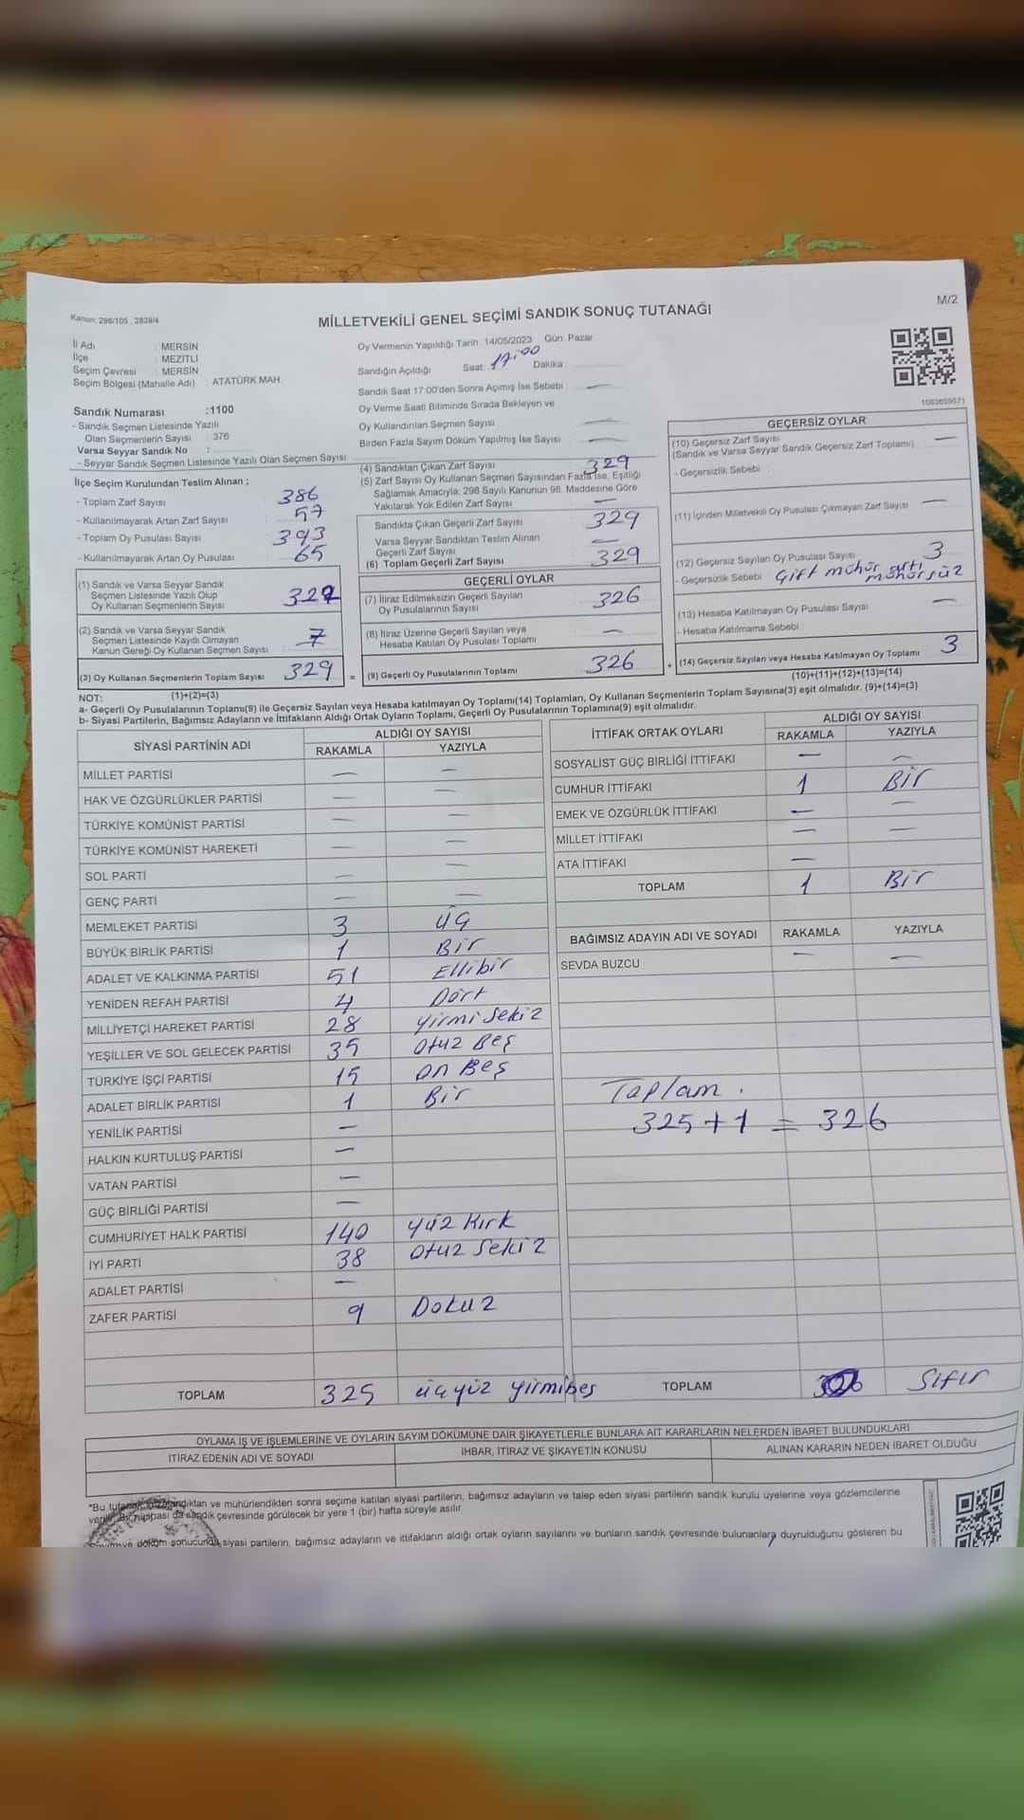 Kanun: 298/105 , 2839/4
MİLLETVEKİLİ GENEL SEÇİMİ SANDIK SONUÇ TUTANAĞI
M/2
İl Adı : MERSİN
İlçe : MEZİTLİ
Seçim Çevresi : MERSİN
Seçim Bölgesi (Mahalle Adı) : ATATÜRK MAH.
Sandık Numarası :1100
- Sandık Seçmen Listesinde Yazılı
Olan Seçmenlerin Sayısı : 376
Varsa Seyyar Sandık No :
- Seyyar Sandık Seçmen Listesinde Yazılı Olan Seçmen Sayısı :
Oy Vermenin Yapıldığı Tarih : 14/05/2023 Gün: Pazar
Sandığın Açıldığı Saat: 17:00 Dakika
Sandık Saat 17:00'den Sonra Açımış İse Sebebi : —
Oy Verme Saati Bitiminde Sırada Bekleyen ve
Oy Kullandırılan Seçmen Sayısı —
Birden Fazla Sayım Döküm Yapılmış İse Sayısı —
İlçe Seçim Kurulundan Teslim Alınan ;
- Toplam Zarf Sayısı 386
- Kullanılmayarak Artan Zarf Sayısı : 57
- Toplam Oy Pusulası Sayısı : 393
- Kullanılmayarak Artan Oy Pusulası : 65
(1) Sandık ve Varsa Seyyar Sandık
Seçmen Listesinde Yazılı Olup
Oy Kullanan Seçmenlerin Sayısı : 322
(2) Sandık ve Varsa Seyyar Sandık
Seçmen Listesinde Kaydı Olmayan
Kanun Gereği Oy Kullanan Seçmen Sayısı : 7
(3) Oy Kullanan Seçmenlerin Toplam Sayısı : 329
(1)+(2)=(3)
(4) Sandıktan Çıkan Zarf Sayısı 329
(5) Zarf Sayısı Oy Kullanan Seçmen Sayısından Fazla İse, Eşitliği
Sağlamak Amacıyla; 298 Sayılı Kanunun 98. Maddesine Göre
Yakılarak Yok Edilen Zarf Sayısı —
Sandıkta Çıkan Geçerli Zarf Sayısı 329
Varsa Seyyar Sandıktan Teslim Alınan
Geçerli Zarf Sayısı —
(6) Toplam Geçerli Zarf Sayısı 329
GEÇERLİ OYLAR
(7) İtiraz Edilmeksizin Geçerli Sayılan
Oy Pusulalarının Sayısı 326
(8) İtiraz Üzerine Geçerli Sayılan veya
Hesaba Katılan Oy Pusulası Toplamı —
= (9) Geçerli Oy Pusulalarının Toplamı 326
GEÇERSİZ OYLAR
(10) Geçersiz Zarf Sayısı —
(Sandık ve Varsa Seyyar Sandık Geçersiz Zarf Toplamı)
- Geçersizlik Sebebi :
(11) İçinden Milletvekili Oy Pusulası Çıkmayan Zarf Sayısı —
(12) Geçersiz Sayılan Oy Pusulası Sayısı 3
- Geçersizlik Sebebi : Çift mühür artı mühürsüz
(13) Hesaba Katılmayan Oy Pusulası Sayısı —
- Hesaba Katılmama Sebebi :
+ (14) Geçersiz Sayılan veya Hesaba Katılmayan Oy Toplamı 3
(10)+(11)+(12)+(13)=(14)
NOT:
a- Geçerli Oy Pusulalarının Toplamı(9) ile Geçersiz Sayılan veya Hesaba katılmayan Oy Toplamı(14) Toplamları, Oy Kullanan Seçmenlerin Toplam Sayısına(3) eşit olmalıdır. (9)+(14)=(3)
b- Siyasi Partilerin, Bağımsız Adayların ve İttifakların Aldığı Ortak Oyların Toplamı, Geçerli Oy Pusulalarının Toplamına(9) eşit olmalıdır.
SİYASİ PARTİNİN ADI
ALDIĞI OY SAYISI
RAKAMLA YAZIYLA
MİLLET PARTİSİ — —
HAK VE ÖZGÜRLÜKLER PARTİSİ — —
TÜRKİYE KOMÜNİST PARTİSİ — —
TÜRKİYE KOMÜNİST HAREKETİ — —
SOL PARTİ — —
GENÇ PARTİ — —
MEMLEKET PARTİSİ 3 üç
BÜYÜK BİRLİK PARTİSİ 1 Bir
ADALET VE KALKINMA PARTİSİ 51 Ellibir
YENİDEN REFAH PARTİSİ 4 Dört
MİLLİYETÇİ HAREKET PARTİSİ 28 yirmi sekiz
YEŞİLLER VE SOL GELECEK PARTİSİ 35 otuz Beş
TÜRKİYE İŞÇİ PARTİSİ 15 on Beş
ADALET BİRLİK PARTİSİ 1 Bir
YENİLİK PARTİSİ —
HALKIN KURTULUŞ PARTİSİ —
VATAN PARTİSİ —
GÜÇ BİRLİĞİ PARTİSİ —
CUMHURİYET HALK PARTİSİ 140 yüz Kırk
İYİ PARTİ 38 otuz sekiz
ADALET PARTİSİ —
ZAFER PARTİSİ 9 Dokuz
TOPLAM 325 üçyüz yirmibeş
İTTİFAK ORTAK OYLARI
ALDIĞI OY SAYISI
RAKAMLA YAZIYLA
SOSYALİST GÜÇ BİRLİĞİ İTTİFAKI — —
CUMHUR İTTİFAKI 1 Bir
EMEK VE ÖZGÜRLÜK İTTİFAKI — —
MİLLET İTTİFAKI — —
ATA İTTİFAKI —
TOPLAM 1 Bir
BAĞIMSIZ ADAYIN ADI VE SOYADI RAKAMLA YAZIYLA
SEVDA BUZCU — —
Toplam .
325+1 = 326
TOPLAM Sıfır
OYLAMA İŞ VE İŞLEMLERİNE VE OYLARIN SAYIM DÖKÜMÜNE DAİR ŞİKAYETLERLE BUNLARA AİT KARARLARIN NELERDEN İBARET BULUNDUKLARI
İTİRAZ EDENİN ADI VE SOYADI İHBAR, İTİRAZ VE ŞİKAYETİN KONUSU ALINAN KARARIN NEDEN İBARET OLDUĞU
*Bu mühürlendikten sonra seçime katılan siyasi partilerin, bağımsız adayların ve talep eden siyasi partilerin sandık kurulu üyelerine veya gözlemcilerine
da sandık çevresinde görülecek bir yere 1 (bir) hafta süreyle asılır.
döküm sonucunda siyasi partilerin, bağımsız adayların ve ittifakların aldığı ortak oyların sayılarını ve bunların sandık çevresinde bulunanlara duyrulduğunu gösteren bu